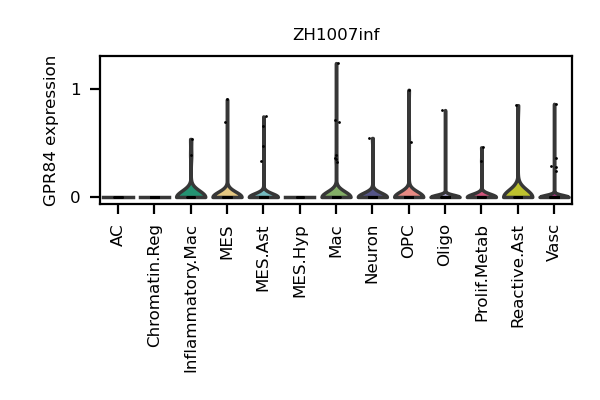 ZH1007inf
GPR84 expression
1
0
AC
Chromatin.Reg
Inflammatory.Mac
MES
MES.Ast
MES.Hyp
Mac
Neuron
OPC
Oligo
Prolif.Metab
Reactive.Ast
Vasc